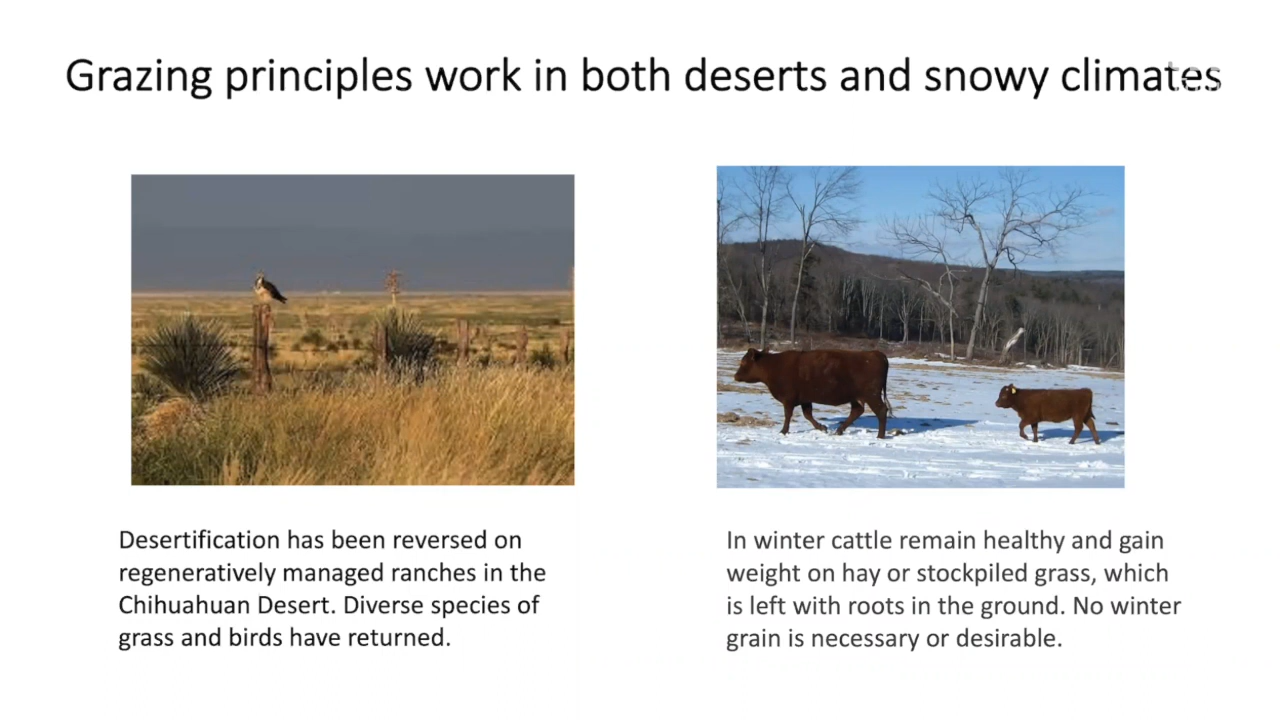 Grazing principles work in both deserts and snowy climates
Desertification has been reversed on
regeneratively managed ranches in the
Chihuahuan Desert. Diverse species of
grass and birds have returned.
In winter cattle remain healthy and gain
weight on hay or stockpiled grass, which
is left with roots in the ground. No winter
grain is necessary or desirable.